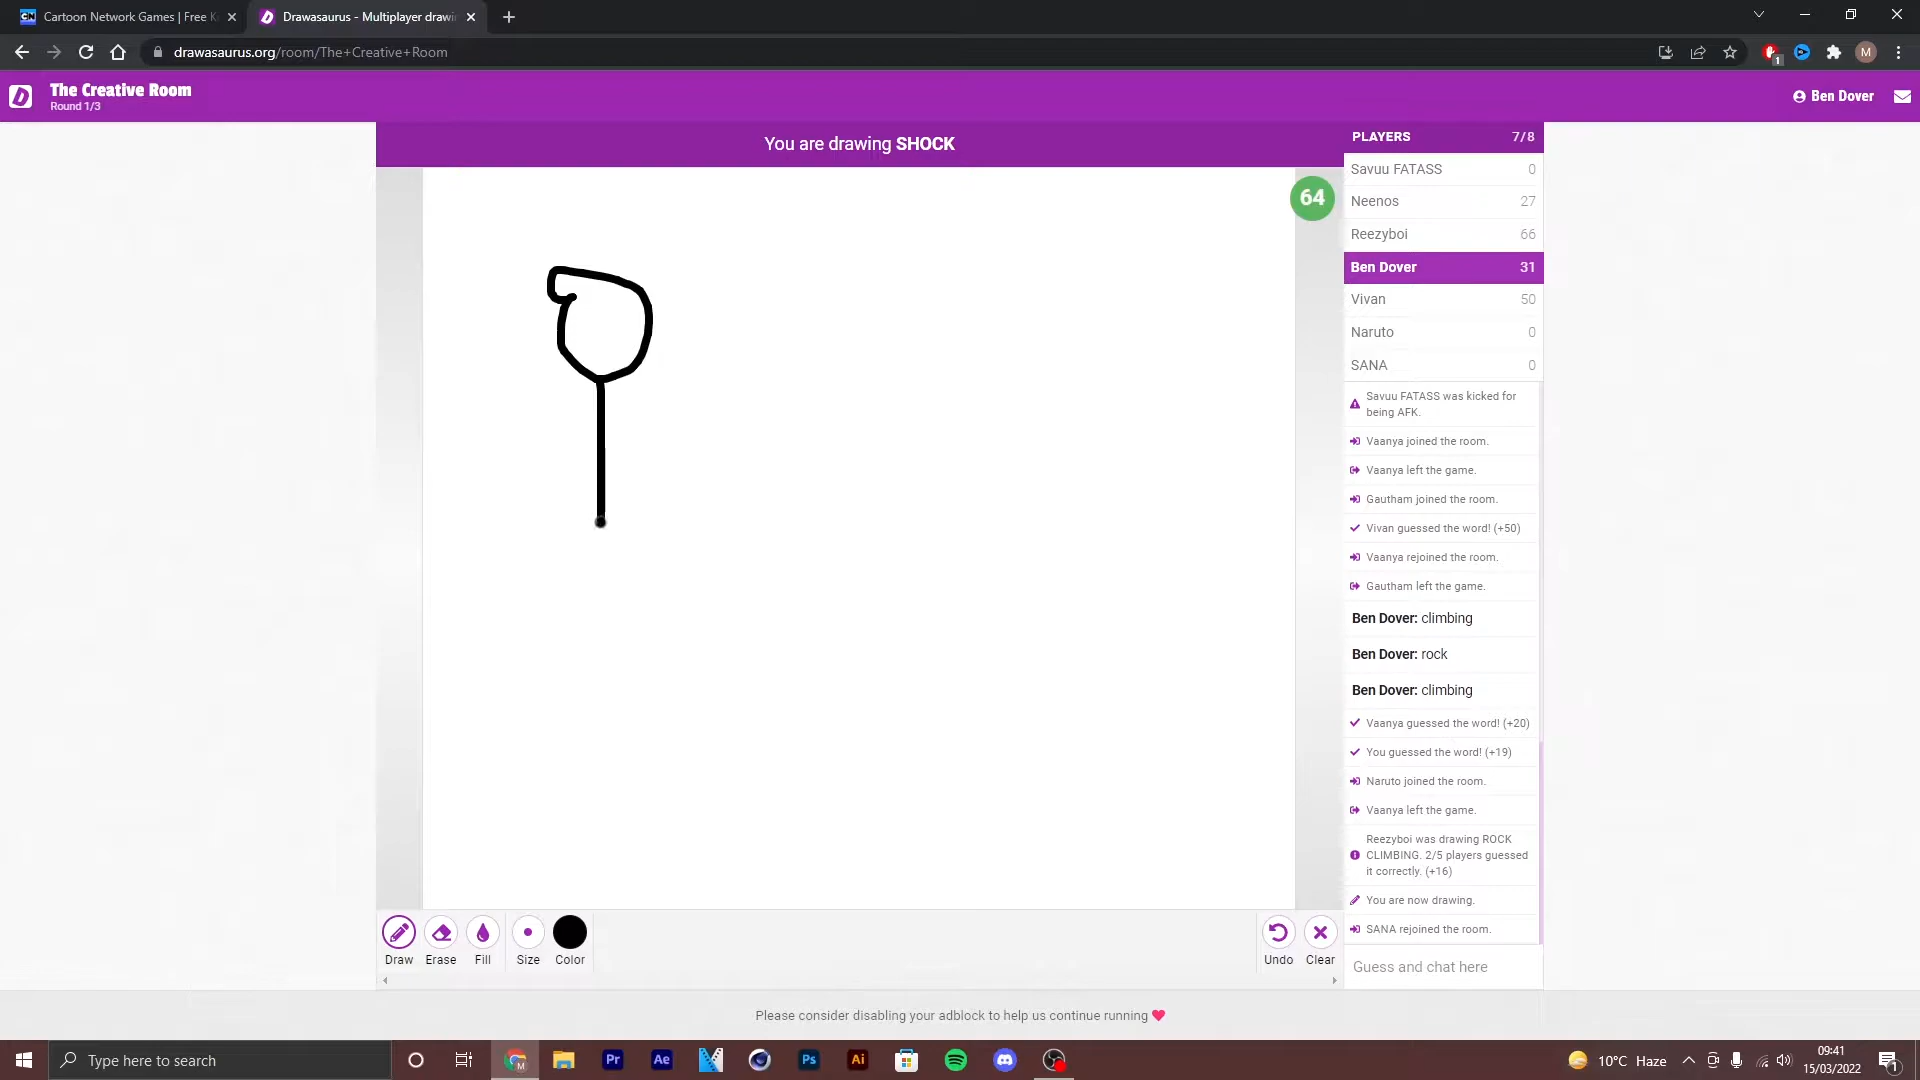 Cartoon Network Games | Free K
Drawasaurus - Multiplayer drawi
drawasaurus.org/room/The+Creative+Room
1
M
The Creative Room
Round 1/3
Ben Dover
You are drawing SHOCK
64
PLAYERS 7/8
Savuu FATASS 0
Neenos 27
Reezyboi 66
Ben Dover 31
Vivan 50
Naruto 0
SANA 0
Savuu FATASS was kicked for
being AFK.
Vaanya joined the room.
Vaanya left the game.
Gautham joined the room.
Vivan guessed the word! (+50)
Vaanya rejoined the room.
Gautham left the game.
Ben Dover: climbing
Ben Dover: rock
Ben Dover: climbing
Vaanya guessed the word! (+20)
You guessed the word! (+19)
Naruto joined the room.
Vaanya left the game.
Reezyboi was drawing ROCK
CLIMBING. 2/5 players guessed
it correctly. (+16)
You are now drawing.
SANA rejoined the room.
Guess and chat here
Draw Erase Fill Size Color Undo Clear
Please consider disabling your adblock to help us continue running
Type here to search
M
Pr
Ae
Ps
Ai
10°C Haze
09:41
15/03/2022
1